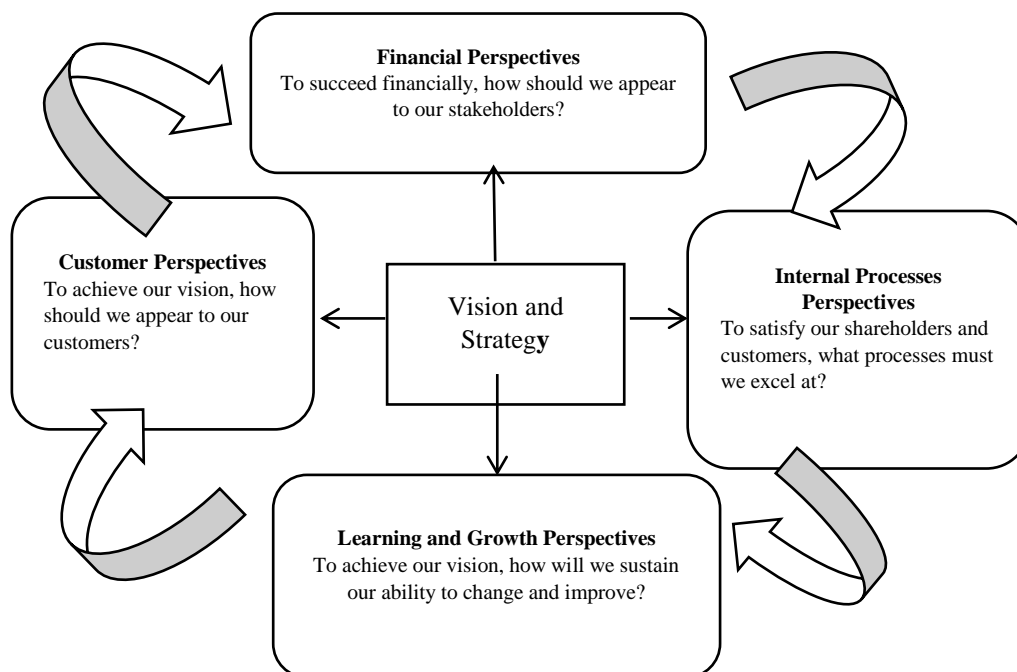 Financial Perspectives
To succeed financially, how should we appear
to our stakeholders?
Customer Perspectives
To achieve our vision, how
should we appear to our
customers?
Vision and
Strategy
Internal Processes
Perspectives
To satisfy our shareholders and
customers, what processes must
we excel at?
Learning and Growth Perspectives
To achieve our vision, how will we sustain
our ability to change and improve?